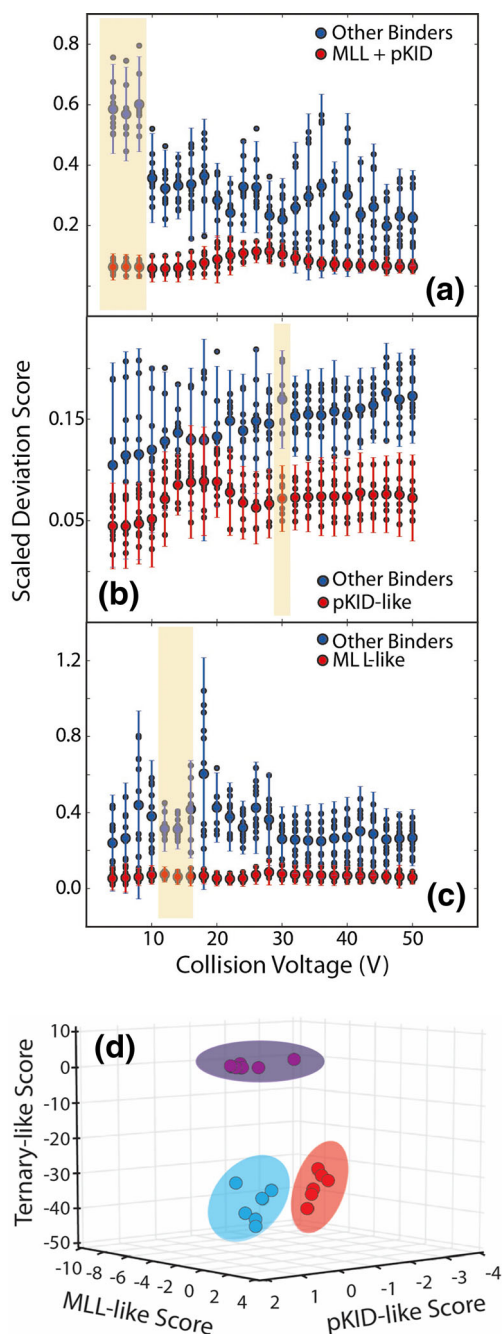 0.8
Other Binders
MLL + pKID
0.6
0.4
0.2
(a)
Scaled Deviation Score
0.15
0.05
(b)
Other Binders
pKID-like
Other Binders
ML L-like
1.2
0.8
0.4
0.0
(c)
10 20 30 40 50
Collision Voltage (V)
(d)
Ternary-like Score
10
0
-10
-20
-30
-40
-50
-10 -8 -6 -4 -2 0 2 4
MLL-like Score
2 1 0 -1 -2 -3 -4
pKID-like Score